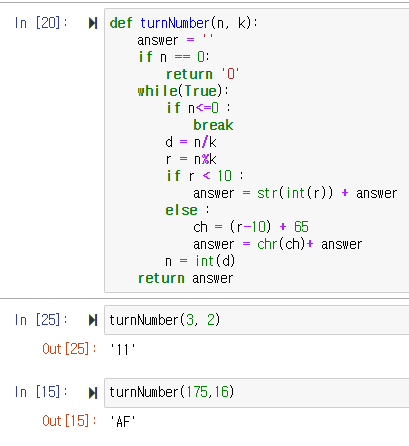 In [20]: def turnNumber(n, k):
    answer = ''
    if n == 0:
        return '0'
    while(True):
        if n<=0 :
            break
        d = n/k
        r = n%k
        if r < 10 :
            answer = str(int(r)) + answer
        else :
            ch = (r-10) + 65
            answer = chr(ch)+ answer
        n = int(d)
    return answer
In [25]: turnNumber(3, 2)
Out[25]: '11'
In [15]: turnNumber(175,16)
Out[15]: 'AF'